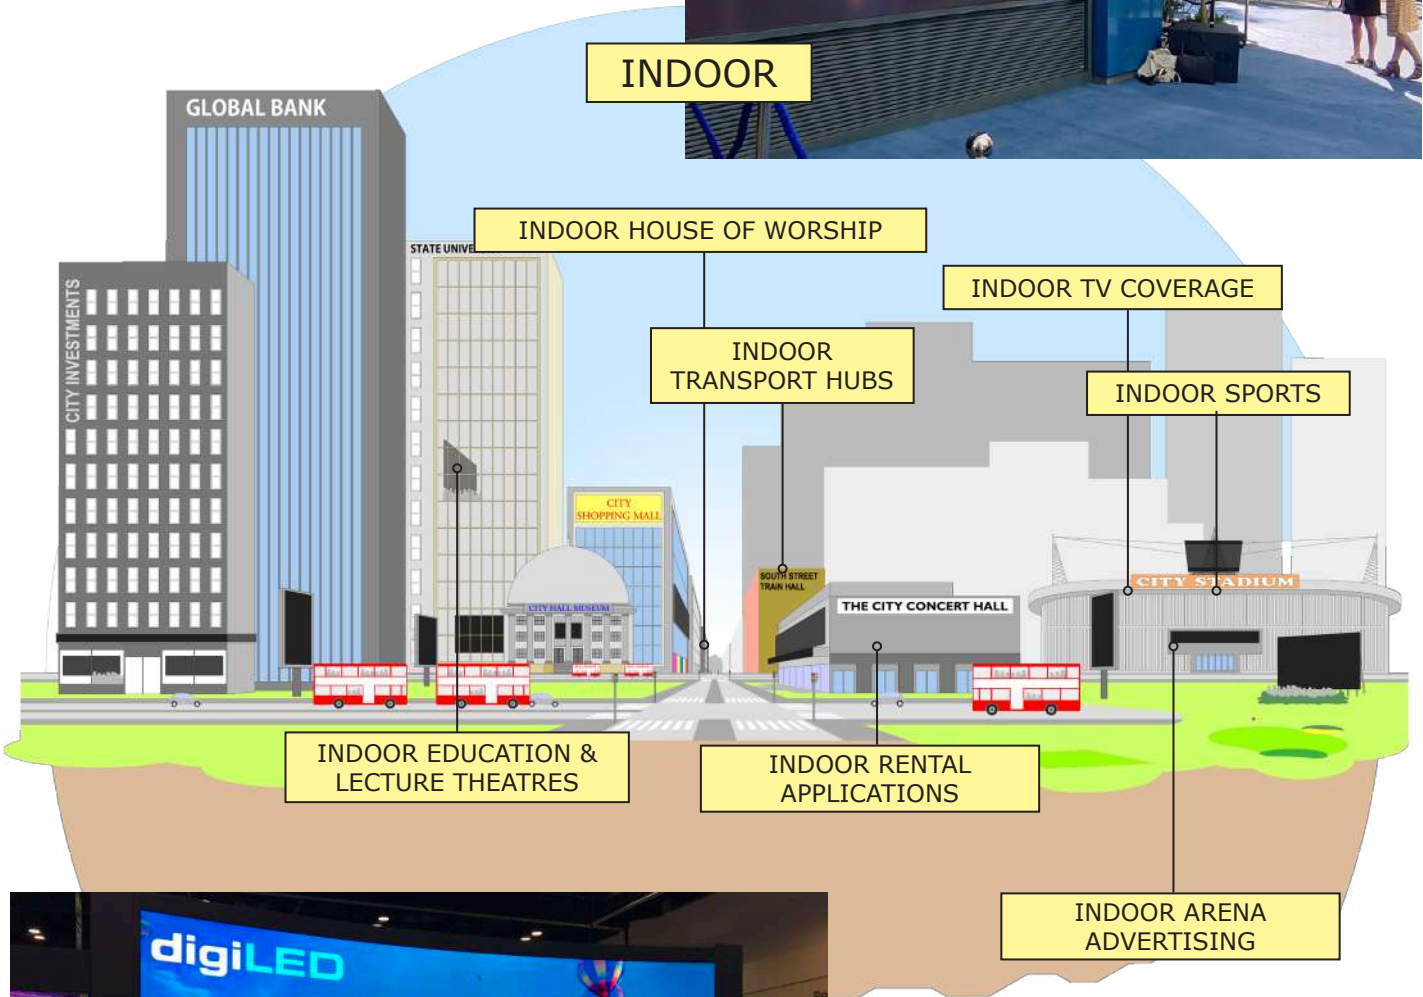 INDOOR
GLOBAL BANK
INDOOR HOUSE OF WORSHIP
STATE
INDOOR TV COVERAGE
CITY INVESTMENTS
INDOOR
TRANSPORT HUBS
INDOOR SPORTS
CITY
SHOPPING MALL
SOUTH STREET
TRAIN HALL
CITY STADIUM
CITY HALL MUSEUM
THE CITY CONCERT HALL
INDOOR EDUCATION &
LECTURE THEATRES
INDOOR RENTAL
APPLICATIONS
INDOOR ARENA
ADVERTISING
digiLED